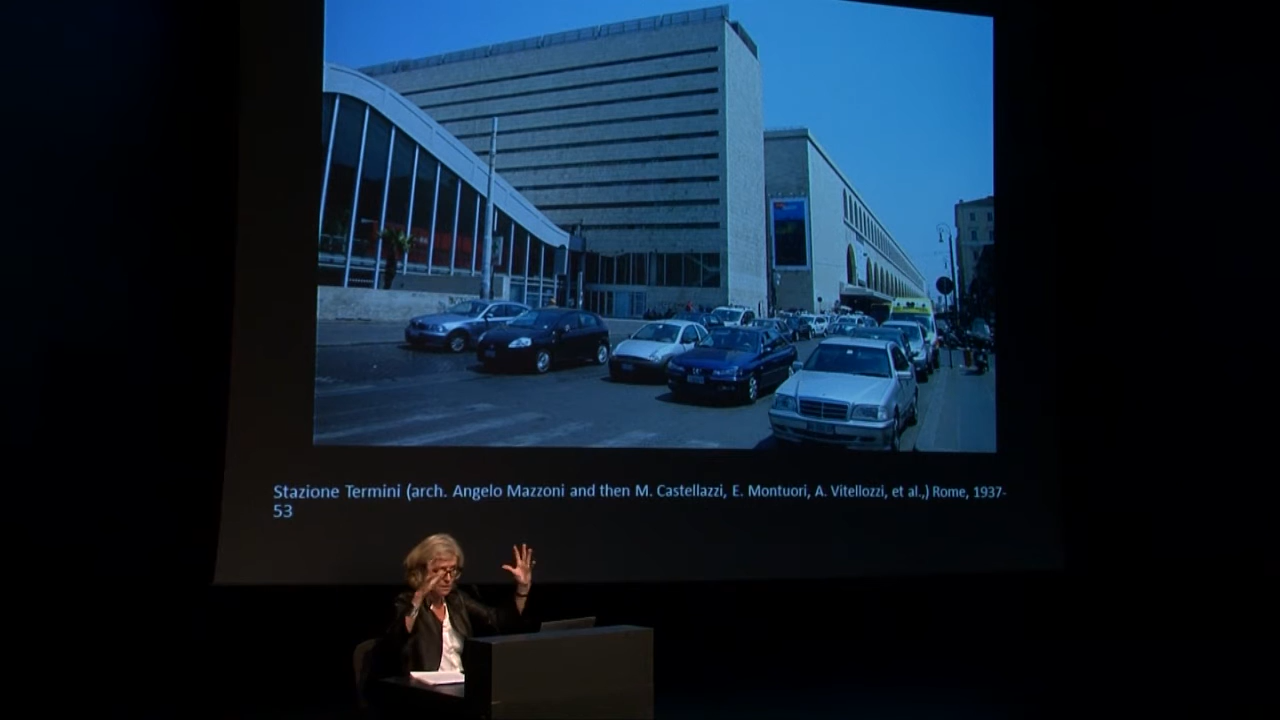 Stazione Termini (arch. Angelo Mazzoni and then M. Castellazzi, E. Montuori, A. Vitellozzi, et al.,) Rome, 1937-
53